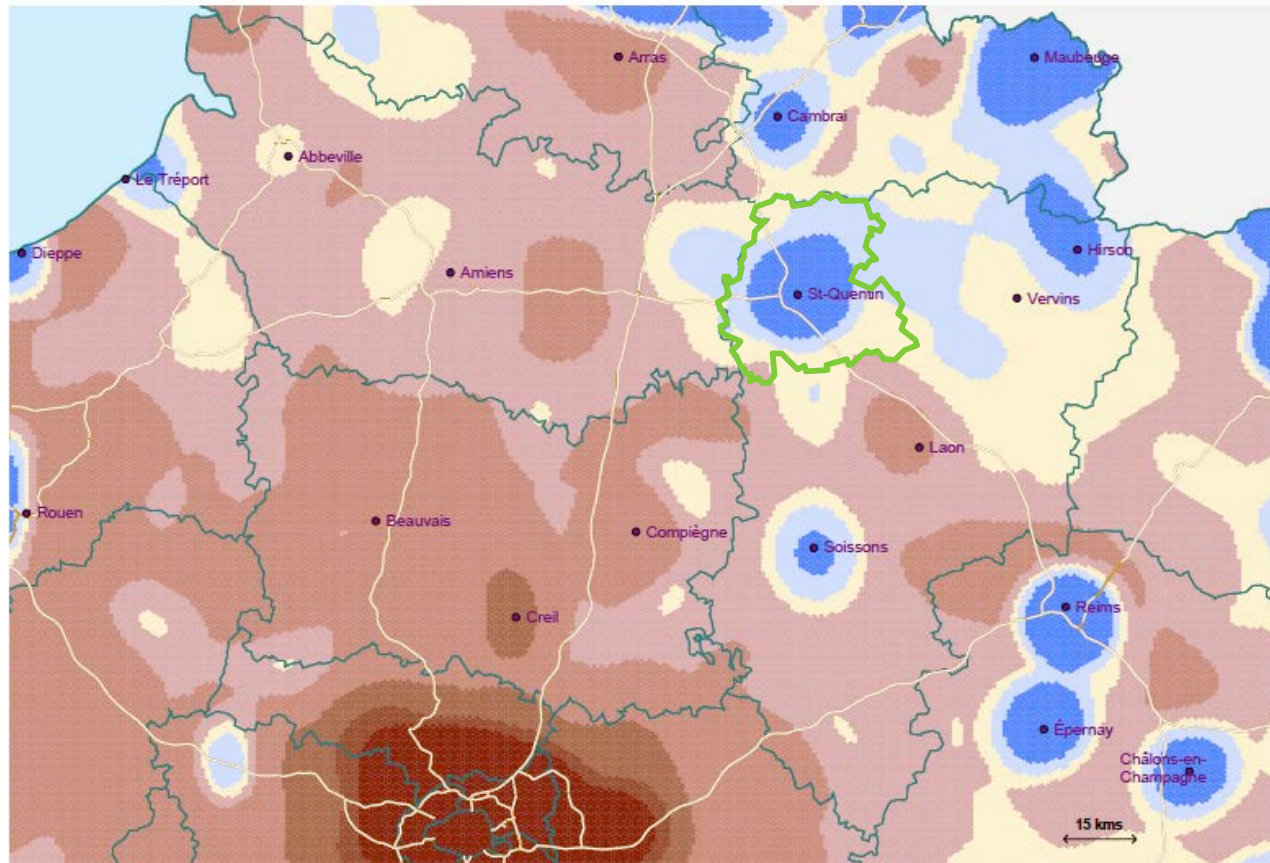 Arras
Maubeuge
Cambrai
Abbeville
Le Tréport
Dieppe
Hirson
Amiens
St-Quentin
Vervins
Laon
Rouen
Beauvais
Compiègne
Soissons
Creil
Reims
Épernay
Châlons-en-
Champagne
15 kms